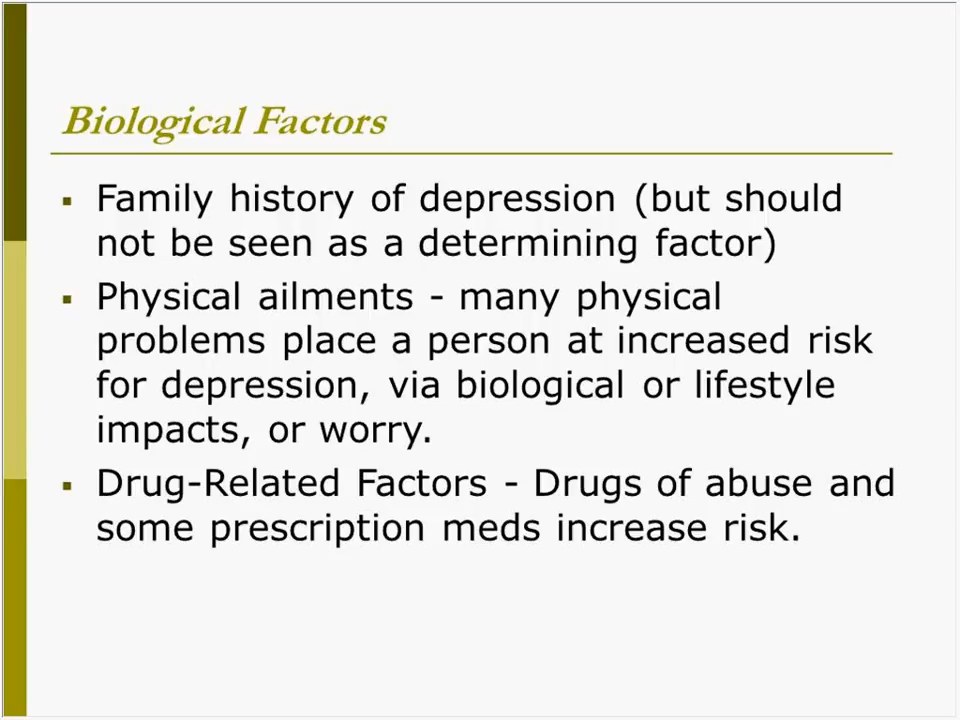 Biological Factors
▪ Family history of depression (but should
not be seen as a determining factor)
▪ Physical ailments - many physical
problems place a person at increased risk
for depression, via biological or lifestyle
impacts, or worry.
▪ Drug-Related Factors - Drugs of abuse and
some prescription meds increase risk.